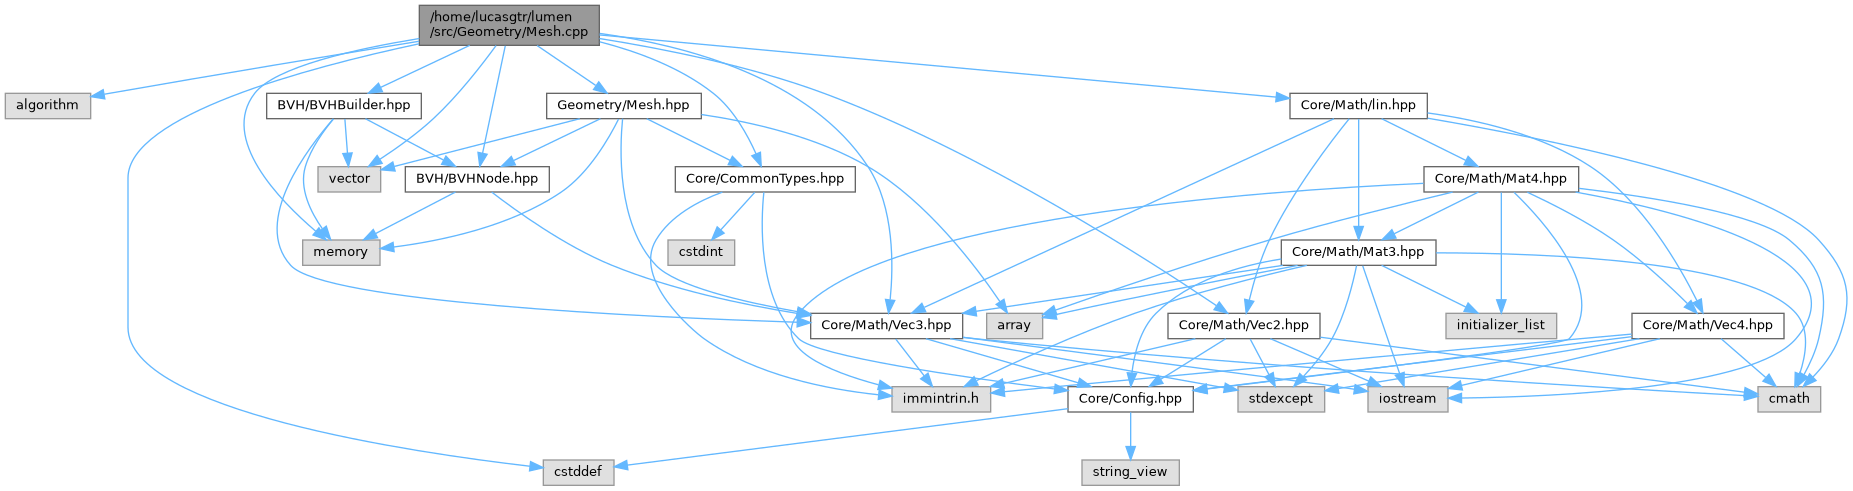 /home/lucasgtr/lumen
/src/Geometry/Mesh.cpp
algorithm
BVH/BVHBuilder.hpp
Geometry/Mesh.hpp
Core/Math/lin.hpp
vector
BVH/BVHNode.hpp
Core/CommonTypes.hpp
Core/Math/Mat4.hpp
memory
cstdint
Core/Math/Mat3.hpp
Core/Math/Vec3.hpp
array
Core/Math/Vec2.hpp
initializer_list
Core/Math/Vec4.hpp
immintrin.h
Core/Config.hpp
stdexcept
iostream
cmath
cstddef
string_view